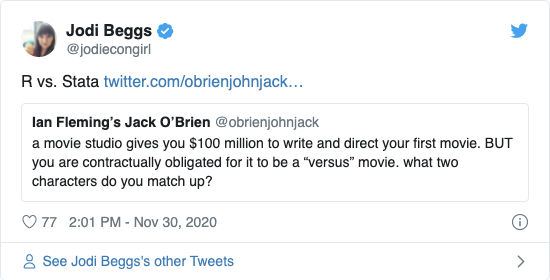 Jodi Beggs
@jodiecongirl
R vs. Stata twitter.com/obrienjohnjack…
Ian Fleming’s Jack O’Brien @obrienjohnjack
a movie studio gives you $100 million to write and direct your first movie. BUT
you are contractually obligated for it to be a “versus” movie. what two
characters do you match up?
77 2:01 PM - Nov 30, 2020
See Jodi Beggs's other Tweets